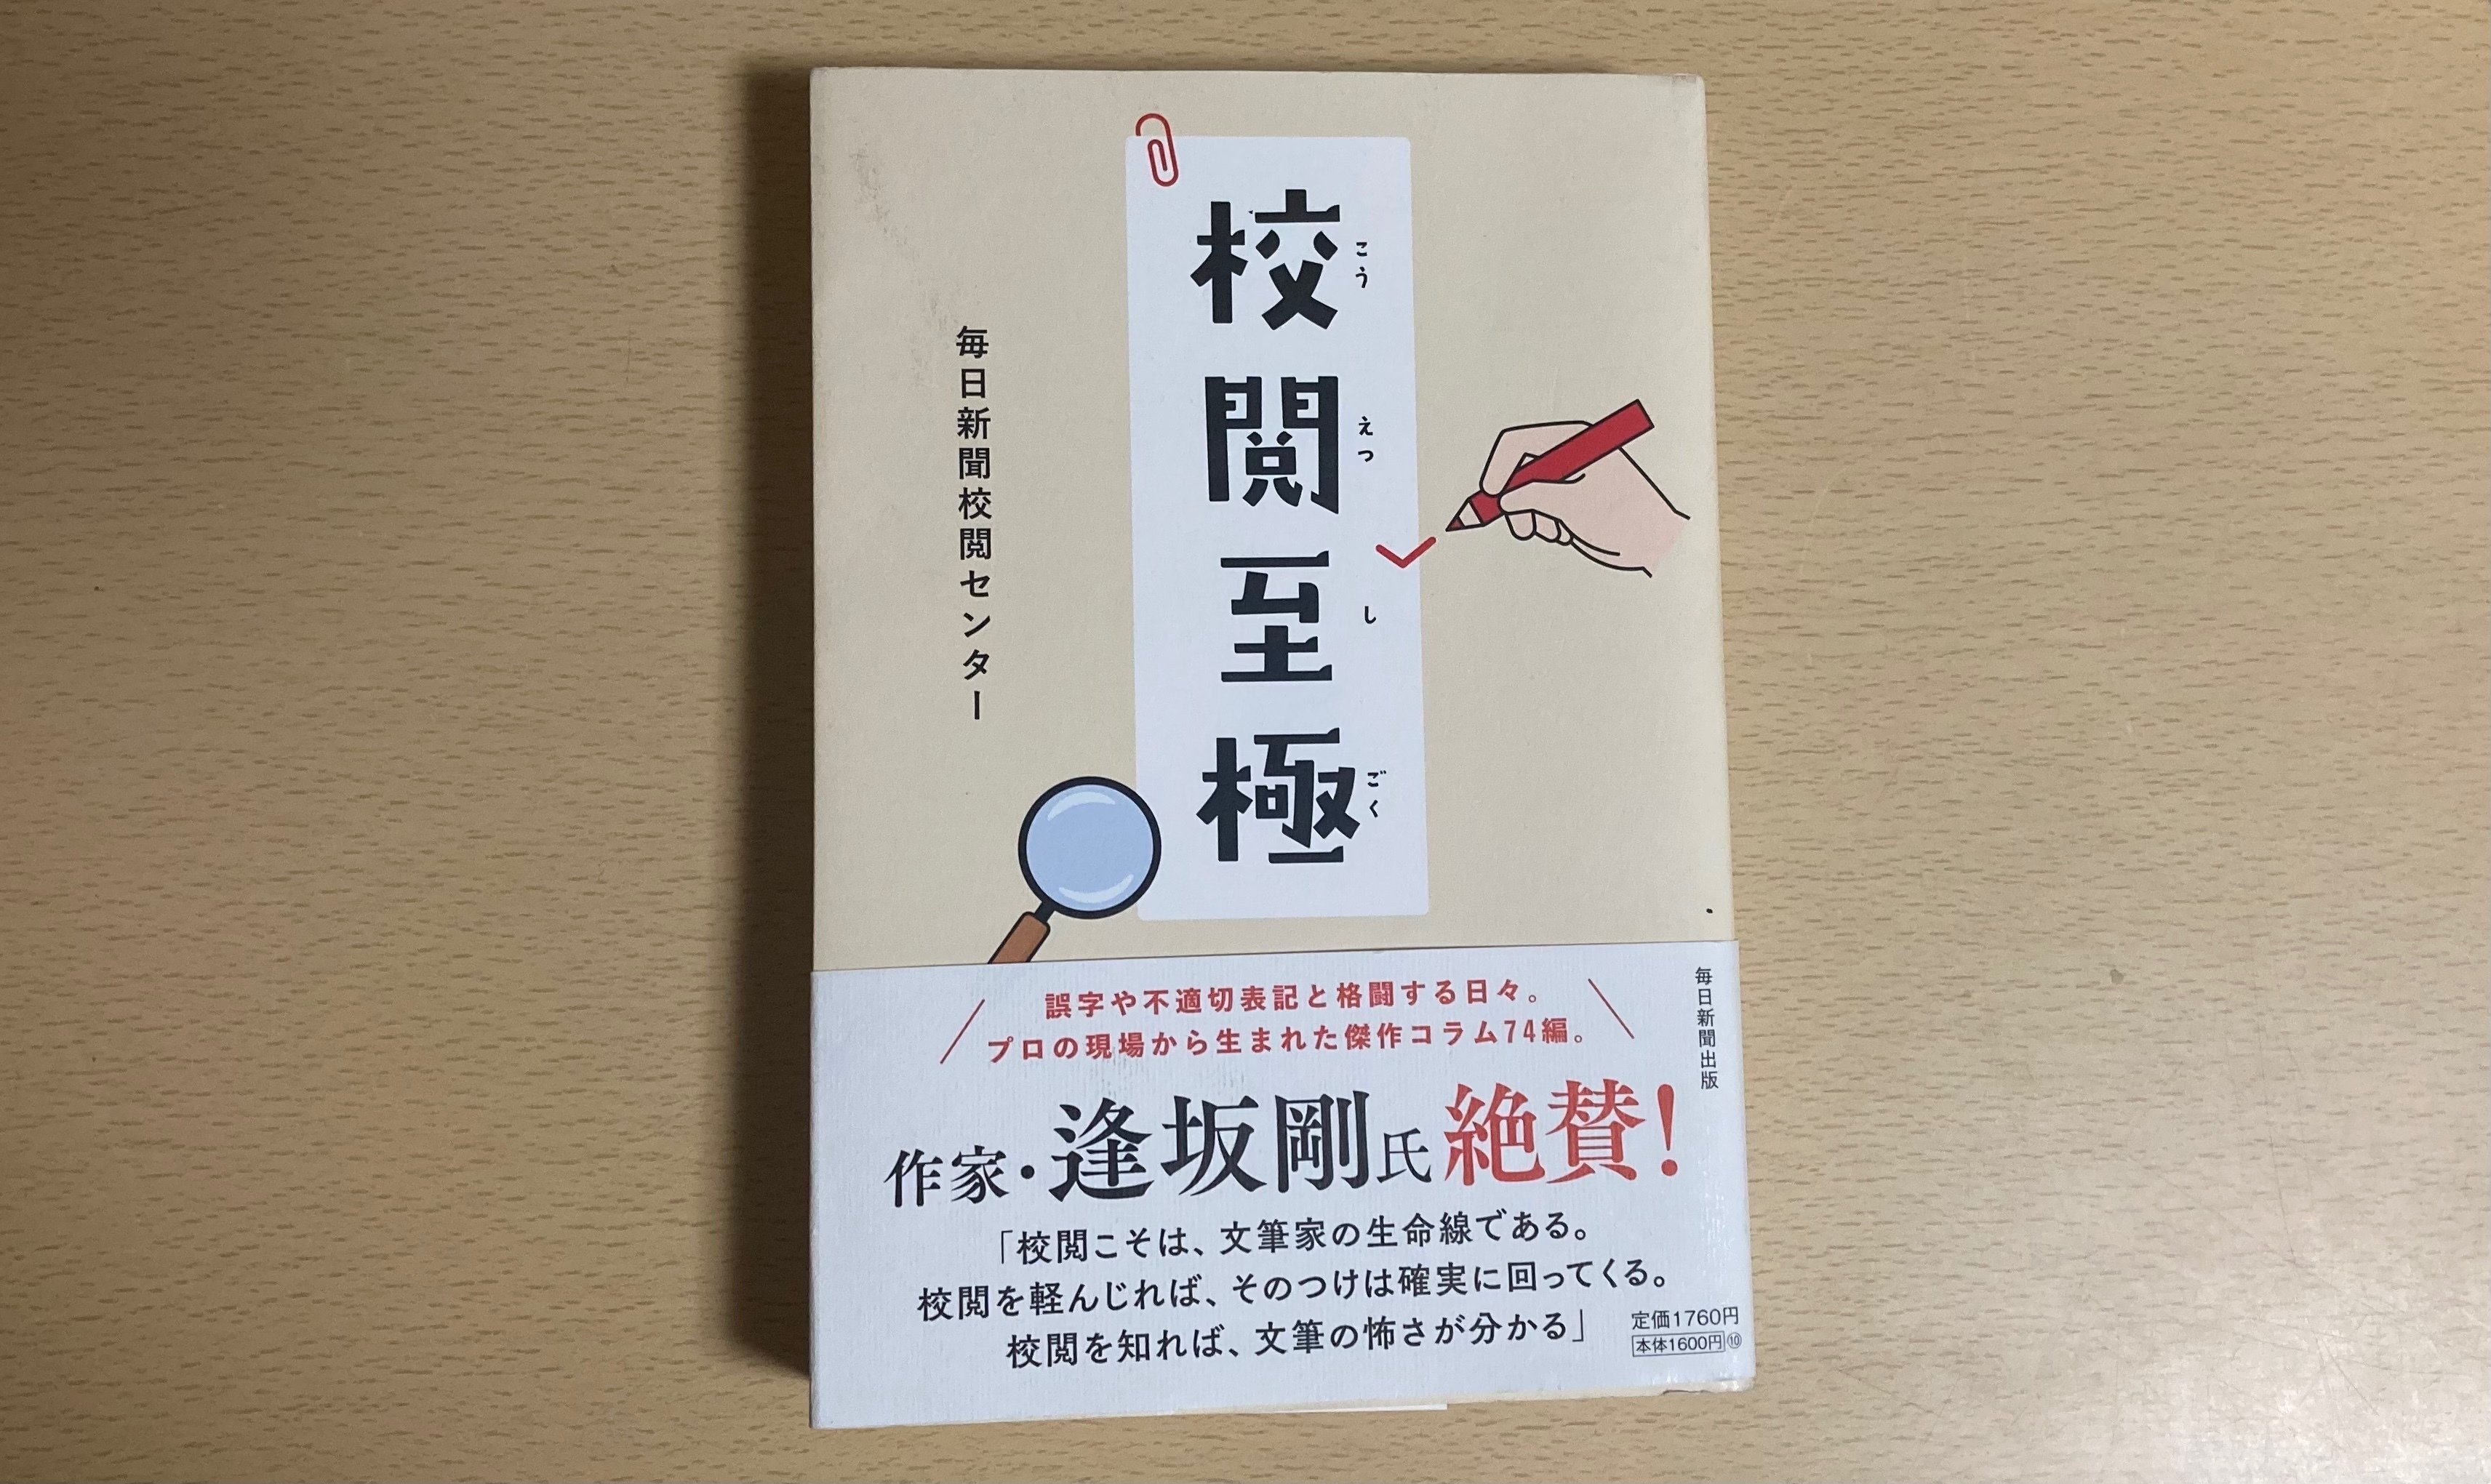 校閲至極
こうえつしごく
毎日新聞校閲センター
誤字や不適切表記と格闘する日々。
プロの現場から生まれた傑作コラム74編。
毎日新聞出版
作家・逢坂剛氏絶賛!
「校閲こそは、文筆家の生命線である。
校閲を軽んじれば、そのつけは確実に回ってくる。
校閲を知れば、文筆の怖さが分かる」
定価1760円
本体1600円⑩